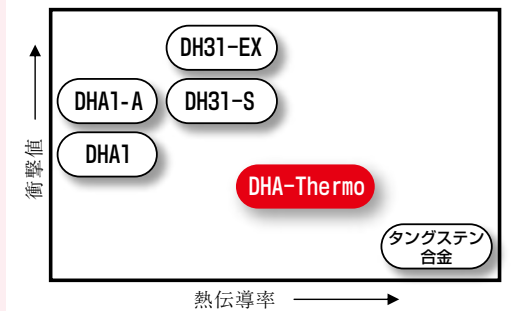 DH31-EX
DHA1-A
DH31-S
DHA1
DHA-Thermo
タングステン
合金
衝撃値
熱伝導率